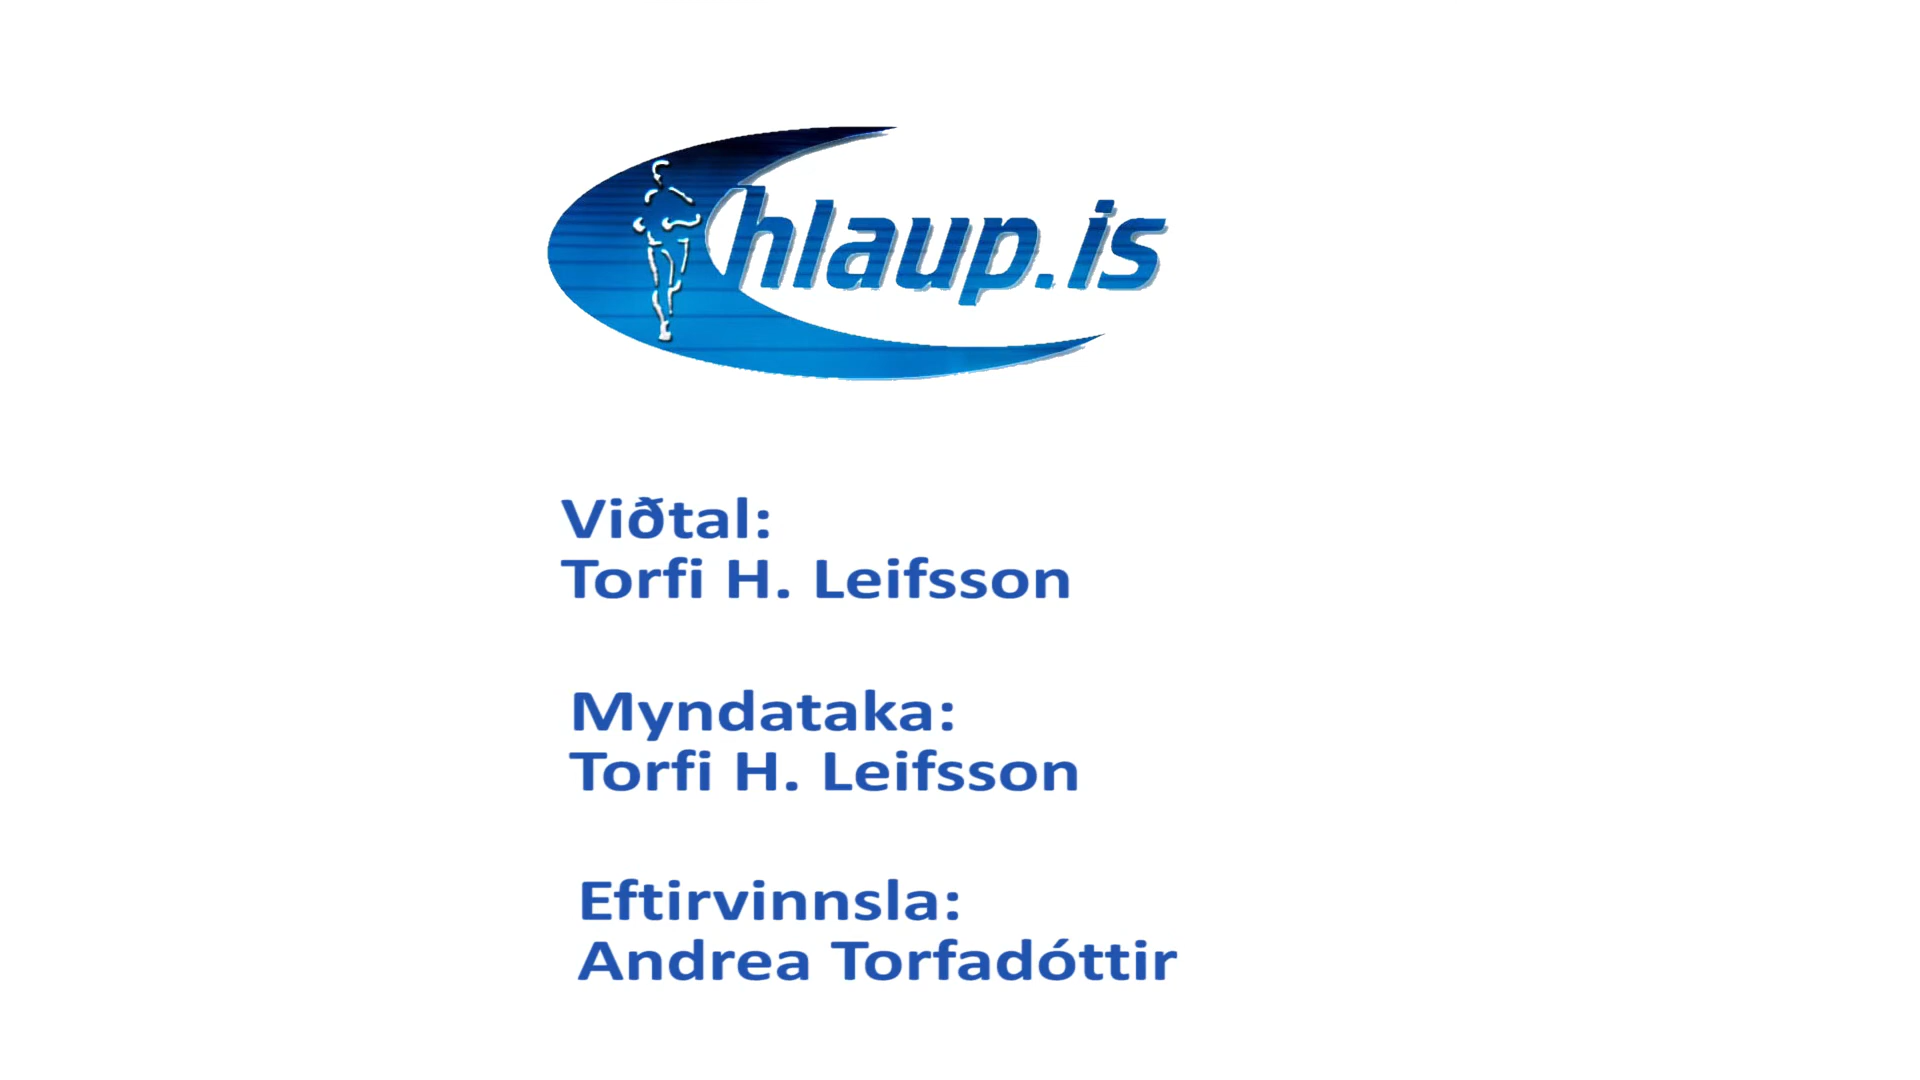 hlaup.is
Viðtal:
Torfi H. Leifsson
Myndataka:
Torfi H. Leifsson
Eftirvinnsla:
Andrea Torfadóttir